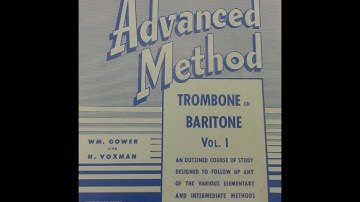 Advanced
Method
TROMBONE OR
BARITONE
VOL. I
WM. GOWER
AND
H. VOXMAN
AN OUTLINED COURSE OF STUDY
DESIGNED TO FOLLOW UP ANY
OF THE VARIOUS ELEMENTARY
AND INTERMEDIATE METHODS